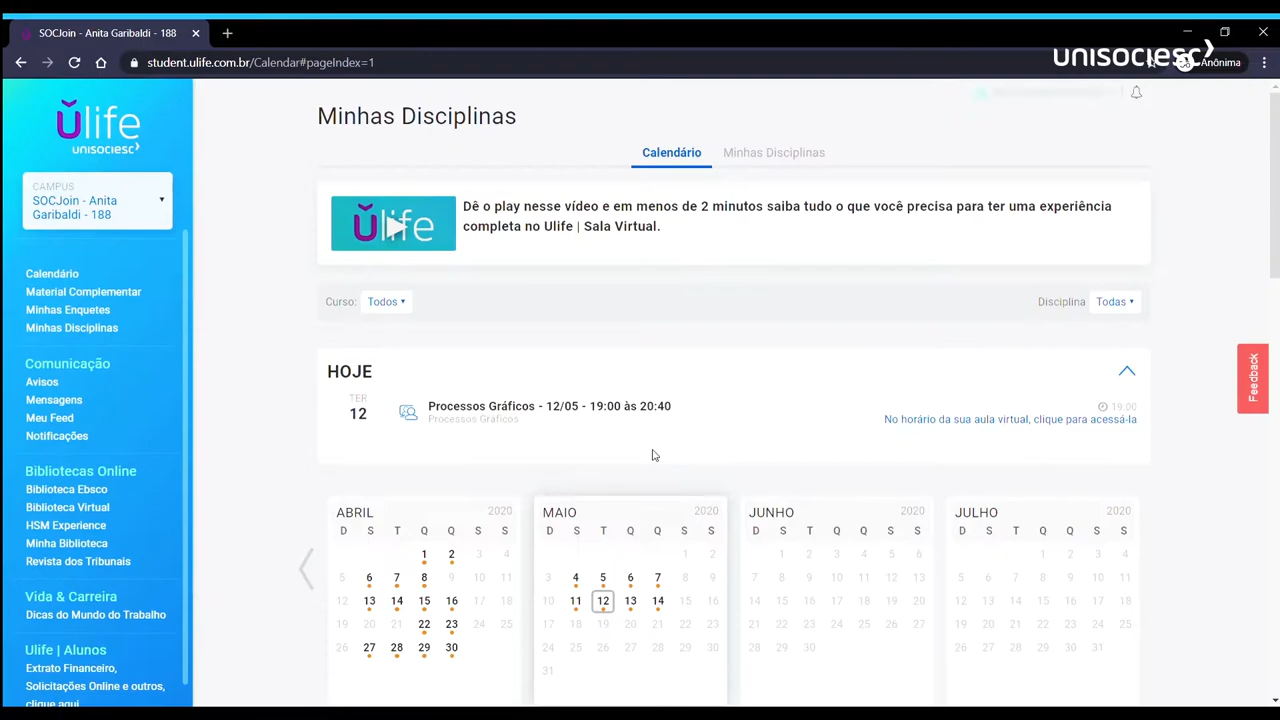 SOCJoin - Anita Garibaldi - 188
student.ulife.com.br/Calendar#pageIndex=1
Anônima
unisociesc
Ulife
unisociesc
CAMPUS
SOCJoin - Anita
Garibaldi - 188
Calendário
Material Complementar
Minhas Enquetes
Minhas Disciplinas
Comunicação
Avisos
Mensagens
Meu Feed
Notificações
Bibliotecas Online
Biblioteca Ebsco
Biblioteca Virtual
HSM Experience
Minha Biblioteca
Revista dos Tribunais
Vida & Carreira
Dicas do Mundo do Trabalho
Ulife | Alunos
Extrato Financeiro,
Solicitações Online e outros,
clique aqui
Minhas Disciplinas
Calendário Minhas Disciplinas
Ulife
Dê o play nesse vídeo e em menos de 2 minutos saiba tudo o que você precisa para ter uma experiência
completa no Ulife | Sala Virtual.
Curso: Todos
Disciplina Todas
HOJE
TER
12
Processos Gráficos - 12/05 - 19:00 às 20:40
Processos Gráficos
19:00
No horário da sua aula virtual, clique para acessá-la
Feedback
ABRIL 2020
D S T Q Q S S
1 2 3 4
5 6 7 8 9 10 11
12 13 14 15 16 17 18
19 20 21 22 23 24 25
26 27 28 29 30
MAIO 2020
D S T Q Q S S
1 2
3 4 5 6 7 8 9
10 11 12 13 14 15 16
17 18 19 20 21 22 23
24 25 26 27 28 29 30
31
JUNHO 2020
D S T Q Q S S
1 2 3 4 5 6
7 8 9 10 11 12 13
14 15 16 17 18 19 20
21 22 23 24 25 26 27
28 29 30
JULHO 2020
D S T Q Q S S
1 2 3 4
5 6 7 8 9 10 11
12 13 14 15 16 17 18
19 20 21 22 23 24 25
26 27 28 29 30 31